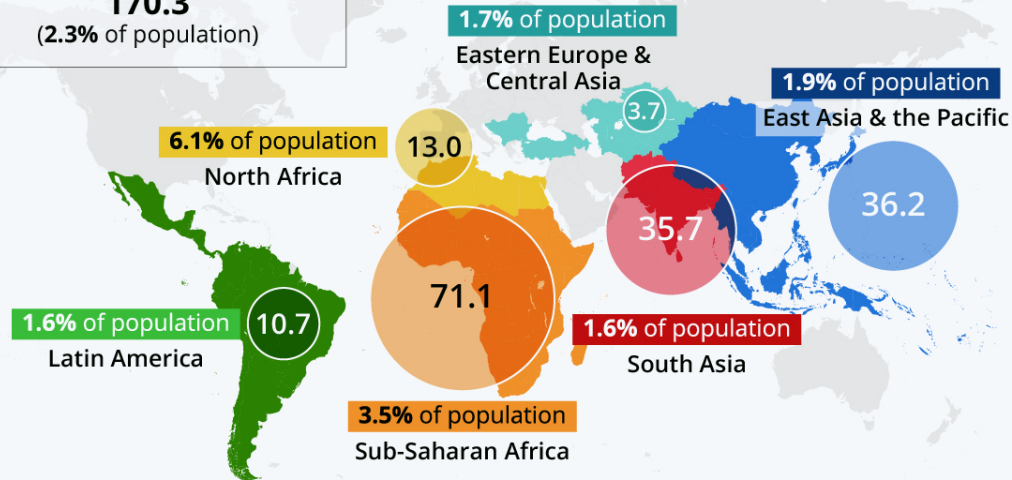 170.3
(2.3% of population)
1.7% of population
Eastern Europe &
Central Asia
3.7
1.9% of population
East Asia & the Pacific
36.2
6.1% of population
North Africa
13.0
35.7
71.1
1.6% of population
Latin America
10.7
1.6% of population
South Asia
3.5% of population
Sub-Saharan Africa